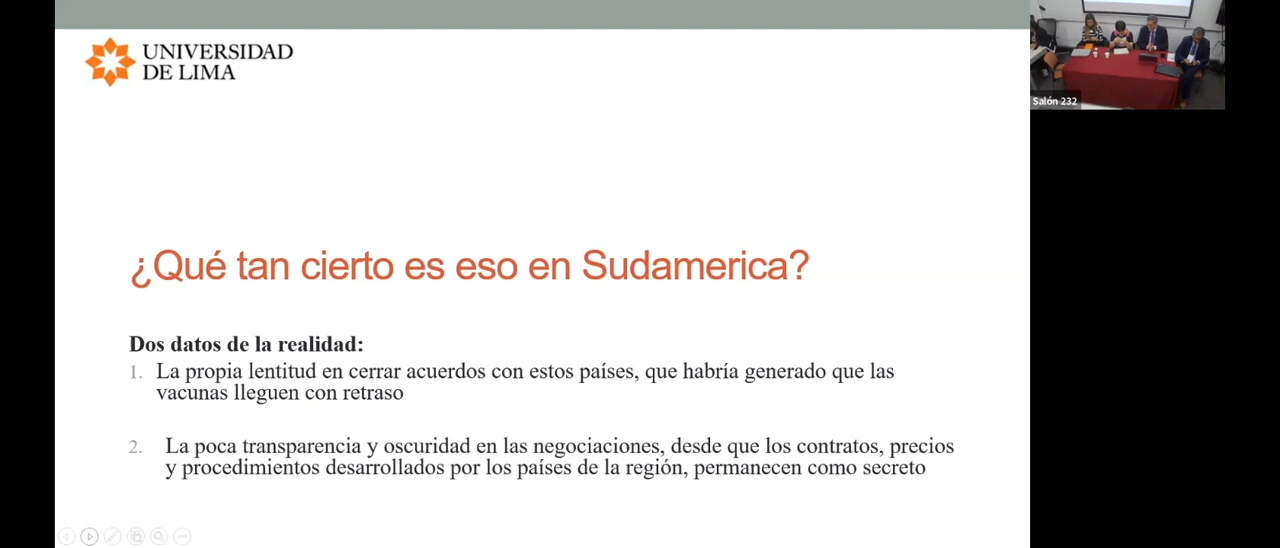 UNIVERSIDAD
DE LIMA
Salón 232
¿Qué tan cierto es eso en Sudamerica?
Dos datos de la realidad:
1. La propia lentitud en cerrar acuerdos con estos países, que habría generado que las
vacunas lleguen con retraso
2. La poca transparencia y oscuridad en las negociaciones, desde que los contratos, precios
y procedimientos desarrollados por los países de la región, permanecen como secreto